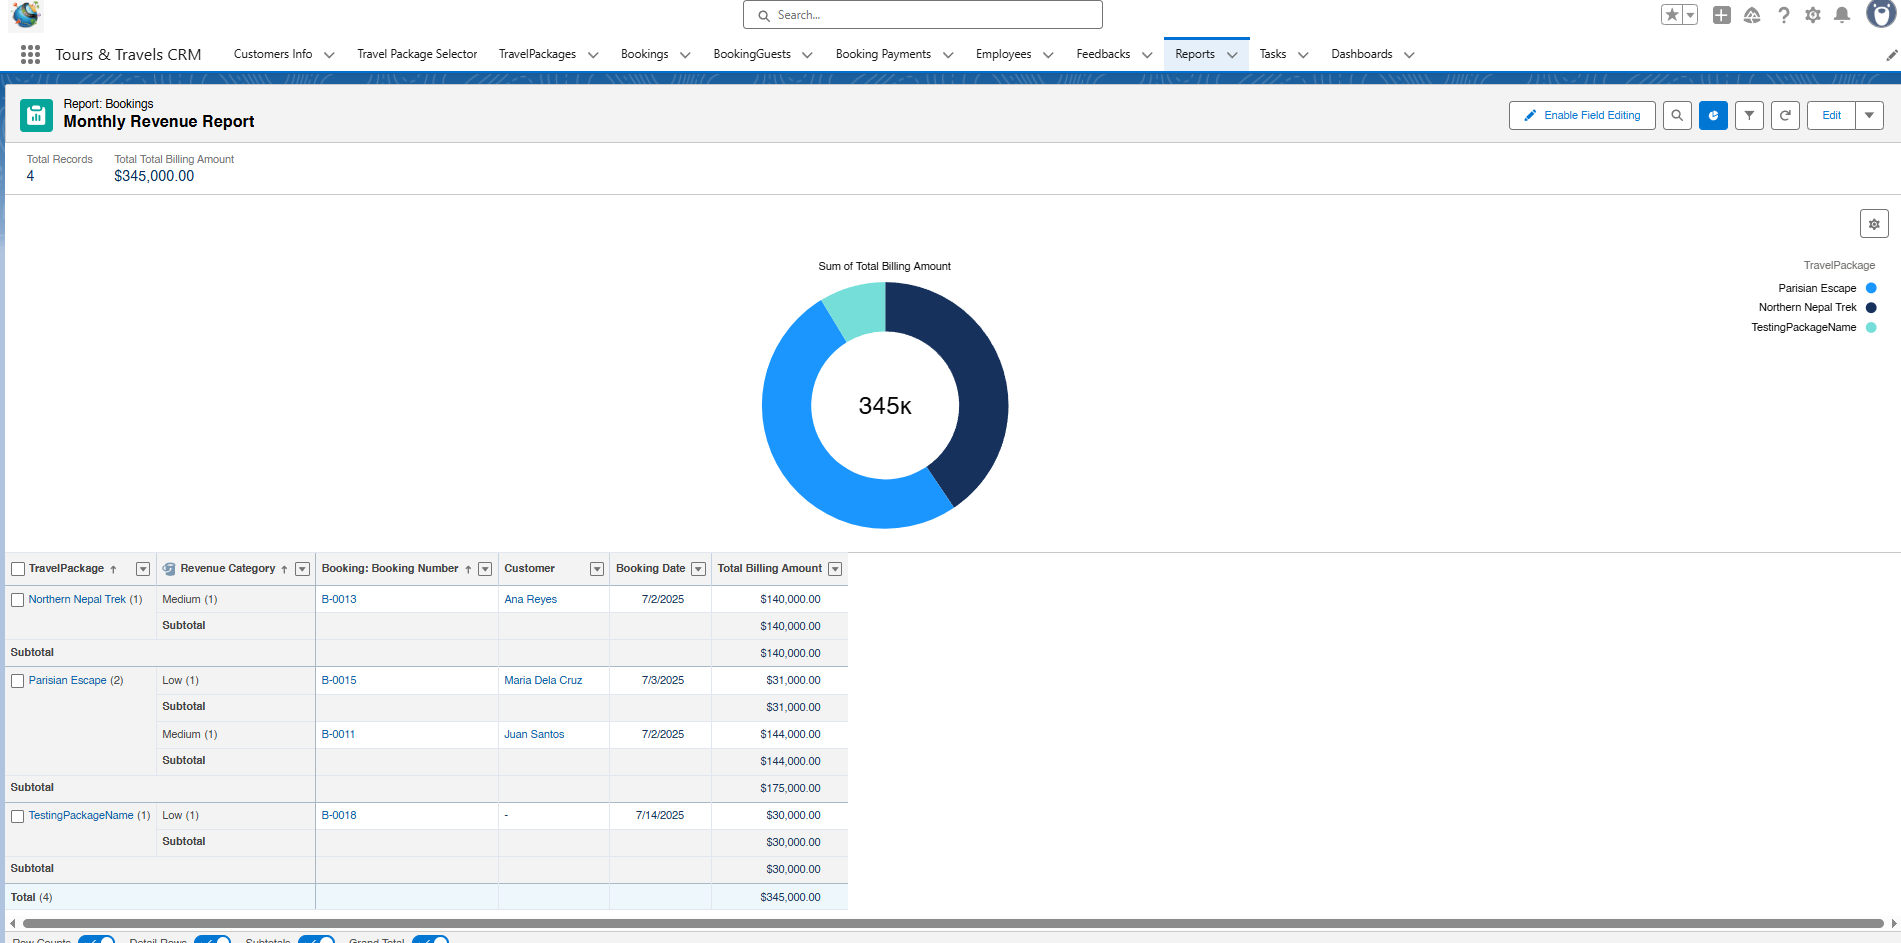 Search...
Tours & Travels CRM
Customers Info
Travel Package Selector
TravelPackages
Bookings
BookingGuests
Booking Payments
Employees
Feedbacks
Reports
Tasks
Dashboards
Report: Bookings
Monthly Revenue Report
Enable Field Editing
Edit
Total Records
4
Total Total Billing Amount
$345,000.00
Sum of Total Billing Amount
345K
TravelPackage
Parisian Escape
Northern Nepal Trek
TestingPackageName
TravelPackage ↑ Revenue Category ↑ Booking: Booking Number ↑ Customer Booking Date Total Billing Amount
Northern Nepal Trek (1) Medium (1) B-0013 Ana Reyes 7/2/2025 $140,000.00
Subtotal $140,000.00
Subtotal $140,000.00
Parisian Escape (2) Low (1) B-0015 Maria Dela Cruz 7/3/2025 $31,000.00
Subtotal $31,000.00
Medium (1) B-0011 Juan Santos 7/2/2025 $144,000.00
Subtotal $144,000.00
Subtotal $175,000.00
TestingPackageName (1) Low (1) B-0018 - 7/14/2025 $30,000.00
Subtotal $30,000.00
Subtotal $30,000.00
Total (4) $345,000.00
Row Counts Detail Rows Subtotals Grand Total